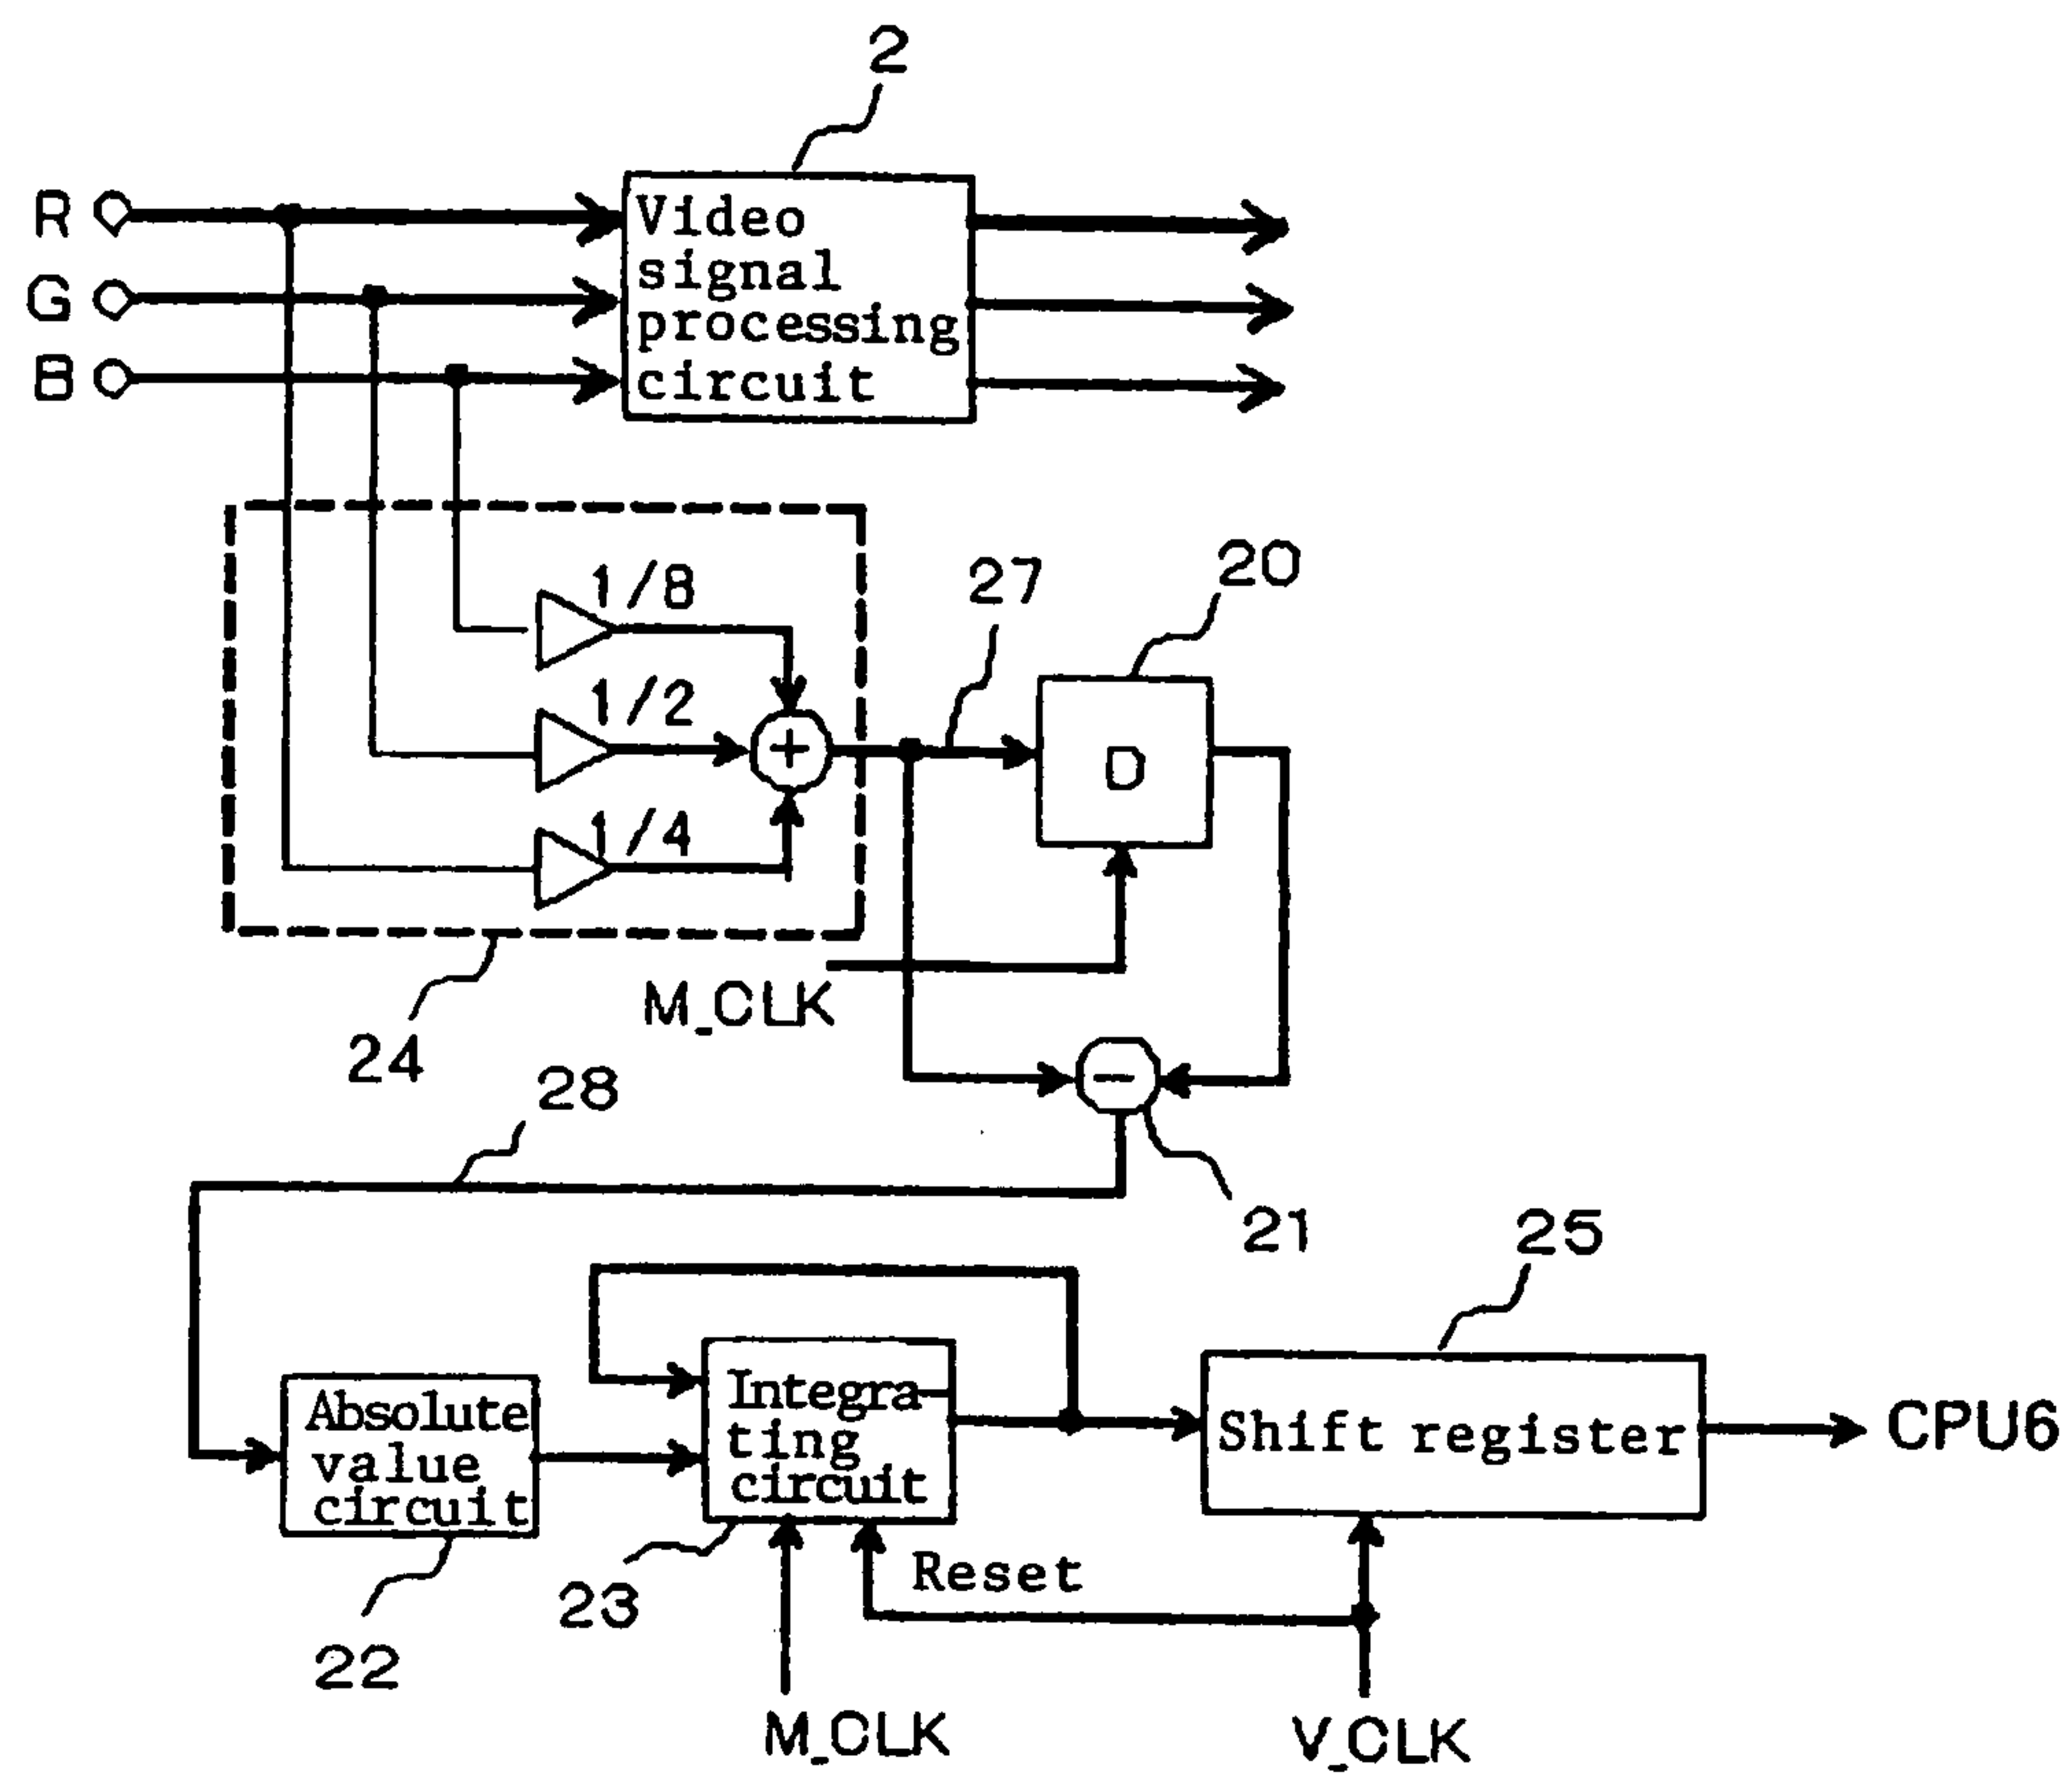 2
R
G
B
Video
signal
processing
circuit
1/8
1/2
1/4
+
27
20
D
M_CLK
24
28
−
21
25
Absolute
value
circuit
Integra-
ting
circuit
Shift register
CPU6
22
23
Reset
M_CLK
V_CLK